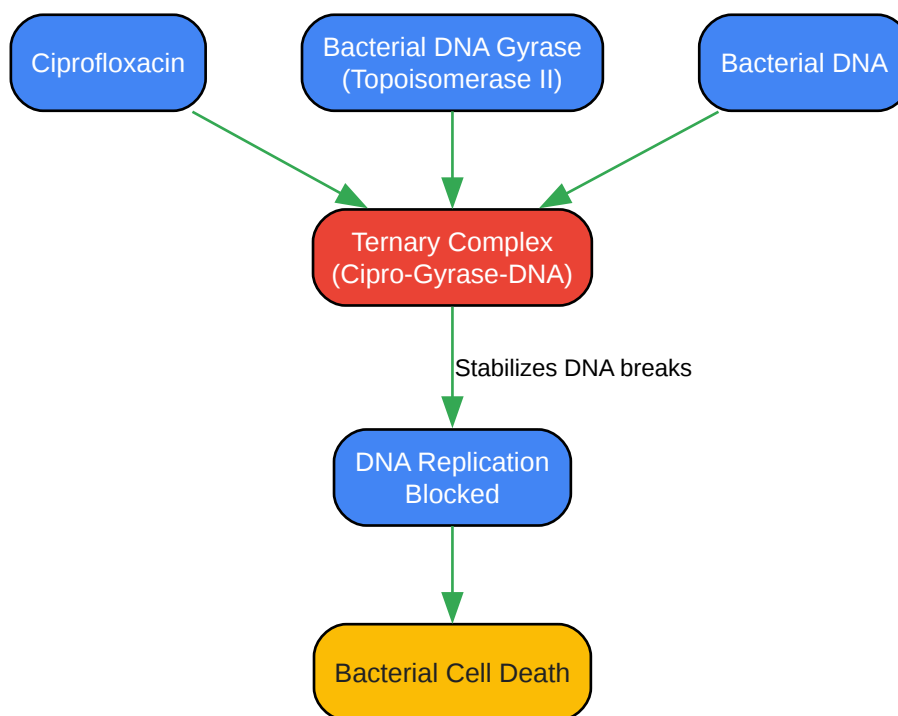 Ciprofloxacin
Bacterial DNA Gyrase
(Topoisomerase II)
Bacterial DNA
Ternary Complex
(Cipro-Gyrase-DNA)
Stabilizes DNA breaks
DNA Replication
Blocked
Bacterial Cell Death